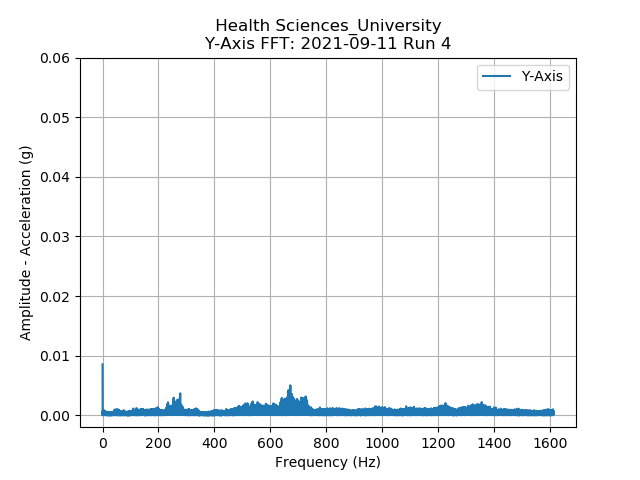 Health Sciences_University
Y-Axis FFT: 2021-09-11 Run 4
Y-Axis
0.06
0.05
0.04
0.03
0.02
0.01
0.00
Amplitude - Acceleration (g)
0 200 400 600 800 1000 1200 1400 1600
Frequency (Hz)